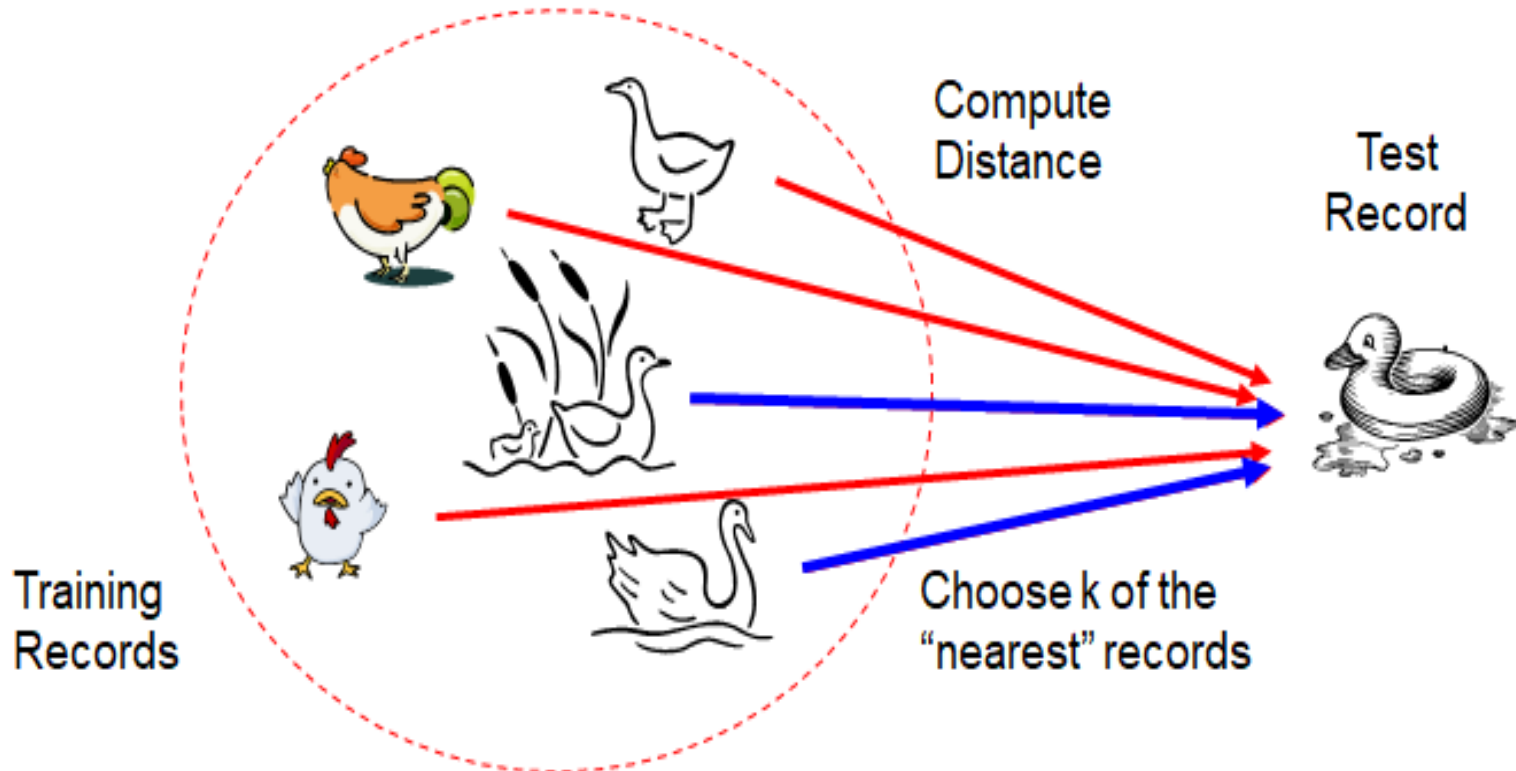 Compute
Distance
Test
Record
Training
Records
Choose k of the
“nearest” records